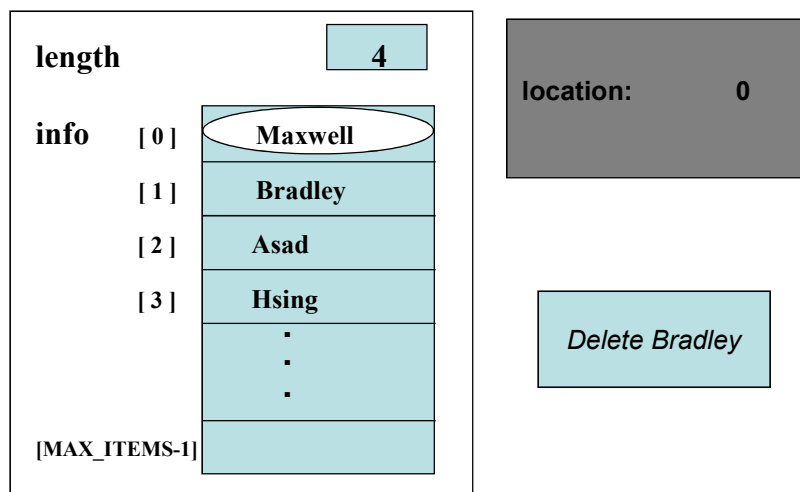 length 4
info [ 0 ] Maxwell
[ 1 ] Bradley
[ 2 ] Asad
[ 3 ] Hsing
.
.
.
[MAX_ITEMS-1]
location: 0
Delete Bradley